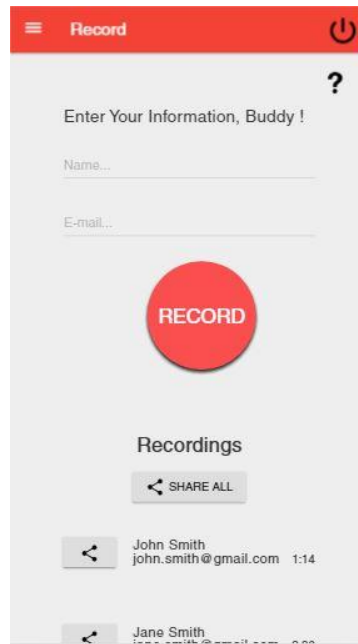 Record
?
Enter Your Information, Buddy !
Name...
E-mail...
RECORD
Recordings
SHARE ALL
John Smith
john.smith@gmail.com 1:14
Jane Smith